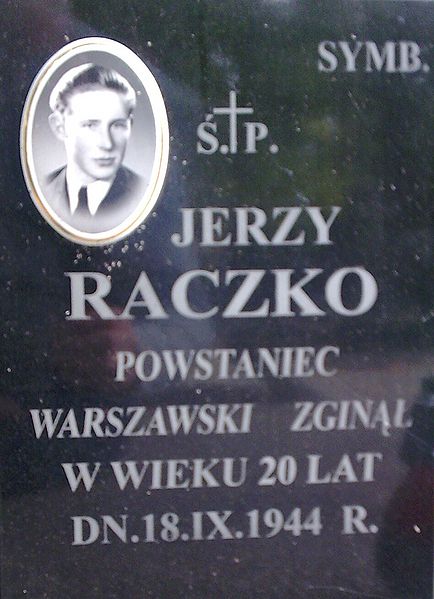 SYMB.
Ś.†P.
JERZY
RACZKO
POWSTANIEC
WARSZAWSKI ZGINĄŁ
W WIEKU 20 LAT
DN.18.IX.1944 R.